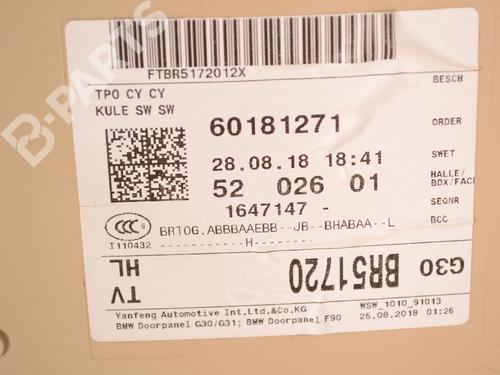 FTBR5172012X
TPO CY CY
KULE SW SW
BESCH
60181271
ORDER
28.08.18 18:41
SWET
52 026 01
HALLE/
BOX/FACH
1647147 -
SEQNR
CCC S
I110432
BR10G.ABBBAAEBB--JB--BHABAA--L
----------H-------
BCC
TV
HL
BR51720
G30
Yanfeng Automotive Int.Ltd.&Co.KG
BMW Doorpanel G30/G31; BMW Doorpanel F90
WSW_1010_91013
25.08.2018 01:26
B-PARTS